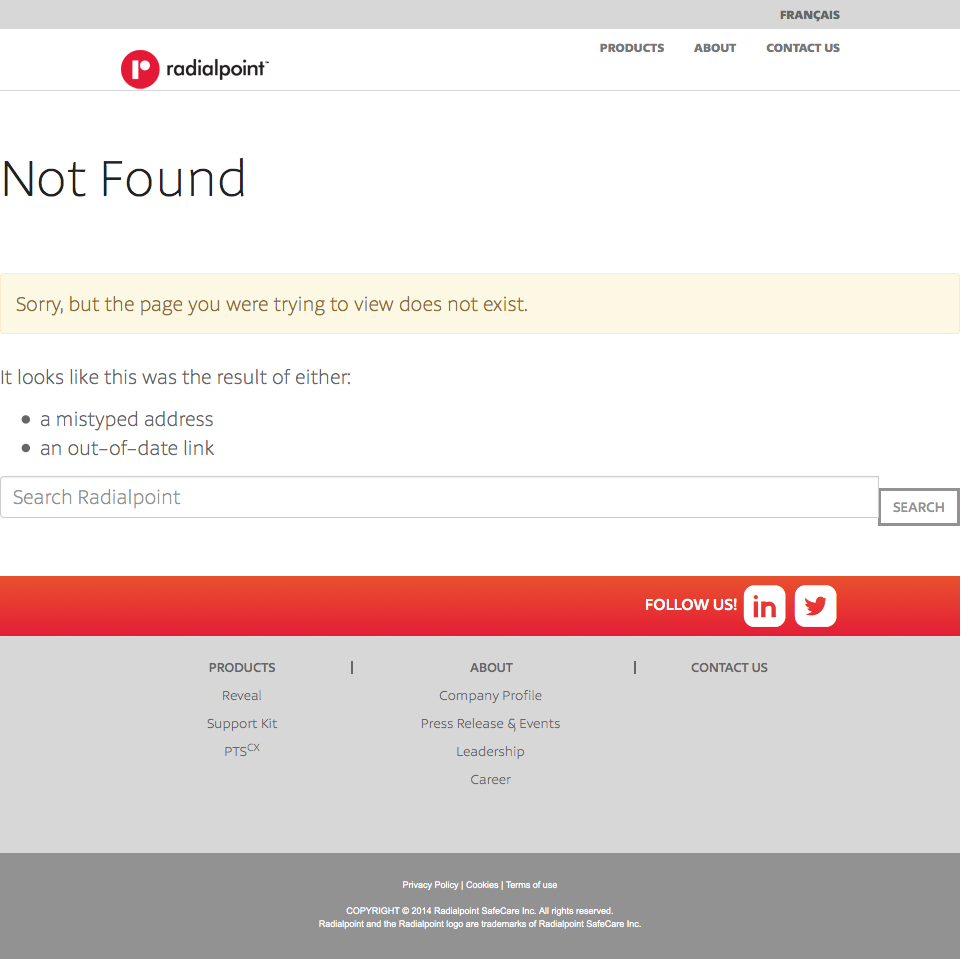 FRANÇAIS
radialpoint™
PRODUCTS ABOUT CONTACT US
Not Found
Sorry, but the page you were trying to view does not exist.
It looks like this was the result of either:
• a mistyped address
• an out-of-date link
Search Radialpoint
SEARCH
FOLLOW US!
in
PRODUCTS | ABOUT | CONTACT US
Reveal Company Profile
Support Kit Press Release & Events
PTSCX Leadership
Career
Privacy Policy | Cookies | Terms of use
COPYRIGHT © 2014 Radialpoint SafeCare Inc. All rights reserved.
Radialpoint and the Radialpoint logo are trademarks of Radialpoint SafeCare Inc.